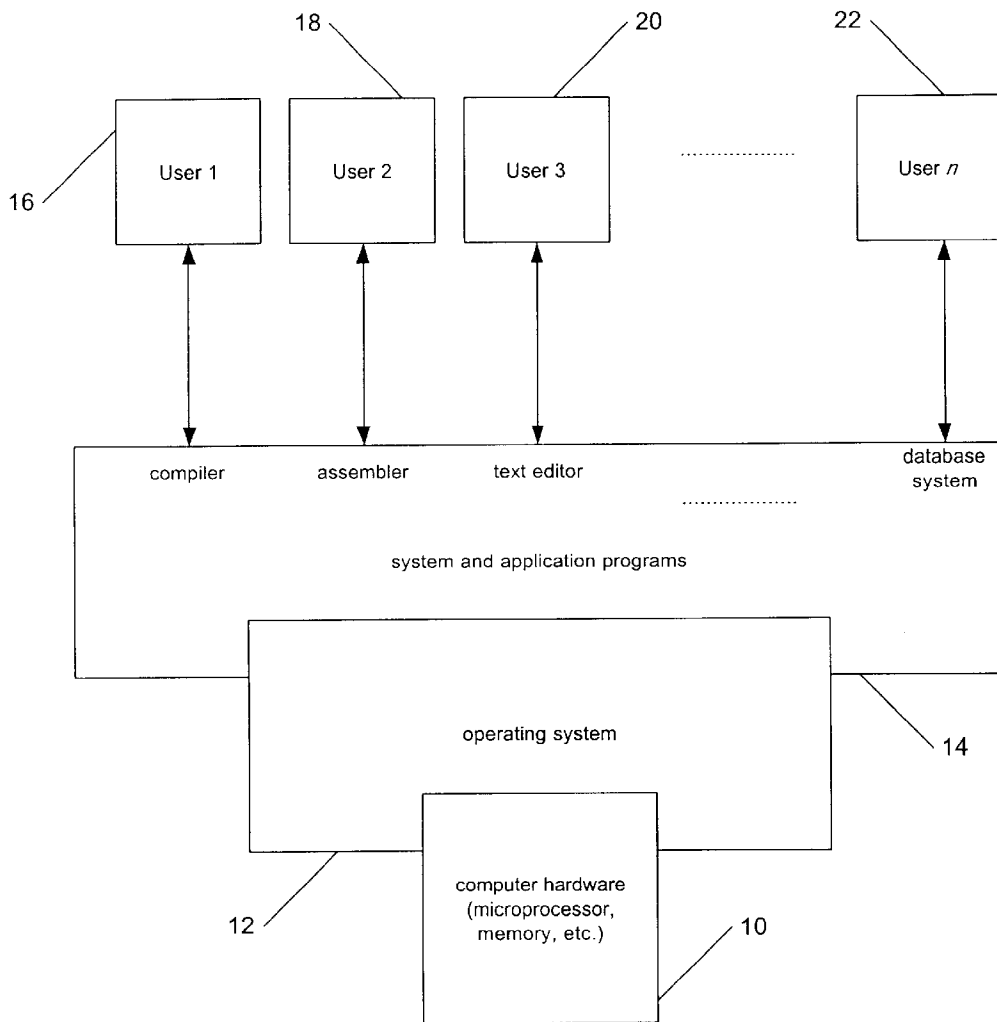 18
20
22
16
User 1
User 2
User 3
....................
User n
compiler
assembler
text editor
database
system
....................
system and application programs
operating system
14
12
computer hardware
(microprocessor,
memory, etc.)
10